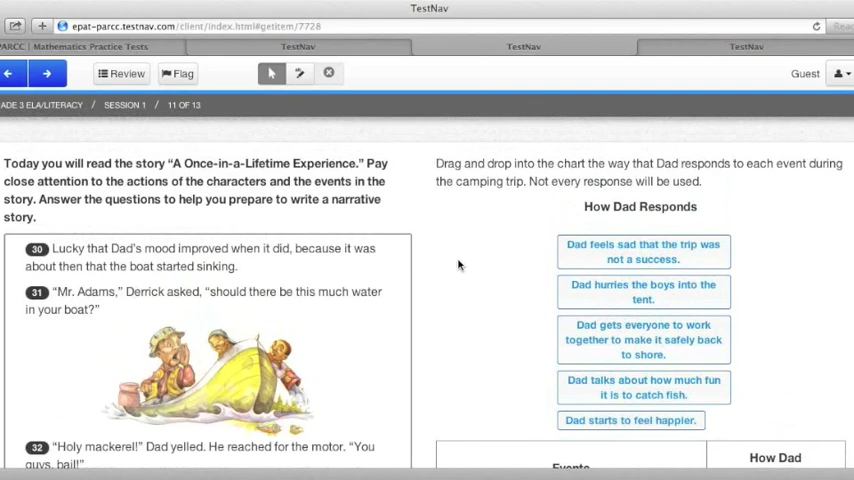 TestNav
epat-parcc.testnav.com/client/index.html#getitem/7728
PARCC | Mathematics Practice Tests
TestNav
TestNav
TestNav
Review
Flag
Guest
ADE 3 ELA/LITERACY / SESSION 1 / 11 OF 13
Today you will read the story “A Once-in-a-Lifetime Experience.” Pay
close attention to the actions of the characters and the events in the
story. Answer the questions to help you prepare to write a narrative
story.
30 Lucky that Dad’s mood improved when it did, because it was
about then that the boat started sinking.
31 “Mr. Adams,” Derrick asked, “should there be this much water
in your boat?”
32 “Holy mackerel!” Dad yelled. He reached for the motor. “You
guys, bail!”
Drag and drop into the chart the way that Dad responds to each event during
the camping trip. Not every response will be used.
How Dad Responds
Dad feels sad that the trip was
not a success.
Dad hurries the boys into the
tent.
Dad gets everyone to work
together to make it safely back
to shore.
Dad talks about how much fun
it is to catch fish.
Dad starts to feel happier.
Events
How Dad